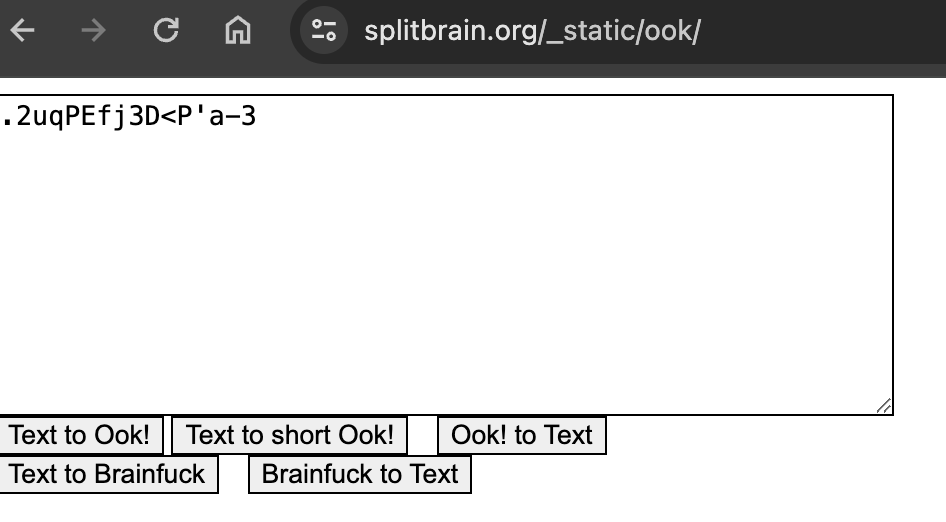 splitbrain.org/_static/ook/
.2uqPEfj3D<P'a-3
Text to Ook! Text to short Ook! Ook! to Text
Text to Brainfuck Brainfuck to Text